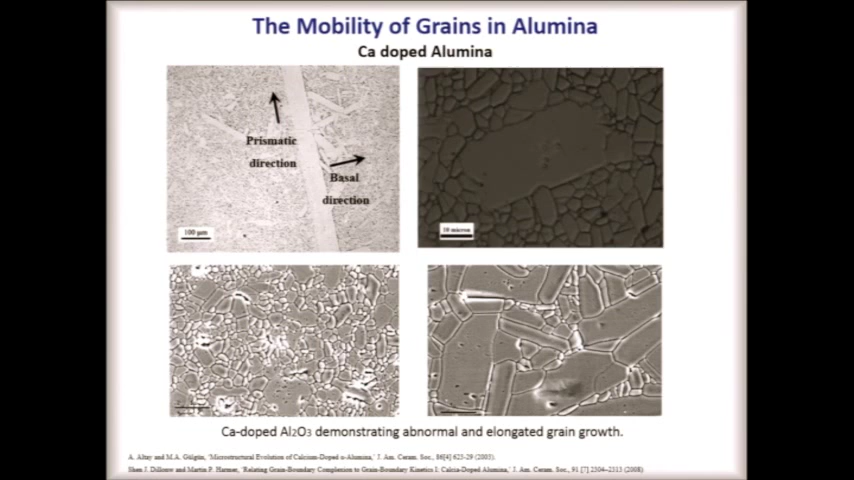 The Mobility of Grains in Alumina
Ca doped Alumina
Prismatic
direction
Basal
direction
100 μm
10 micron
Ca-doped Al2O3 demonstrating abnormal and elongated grain growth.
A. Altay and M.A. Gülgün, 'Microstructural Evolution of Calcium-Doped α-Alumina,' J. Am. Ceram. Soc., 86[4] 623-29 (2003).
Shen J. Dillon and Martin P. Harmer, 'Relating Grain-Boundary Complexion to Grain-Boundary Kinetics I: Calcia-Doped Alumina,' J. Am. Ceram. Soc., 91 [7] 2304–2313 (2008)